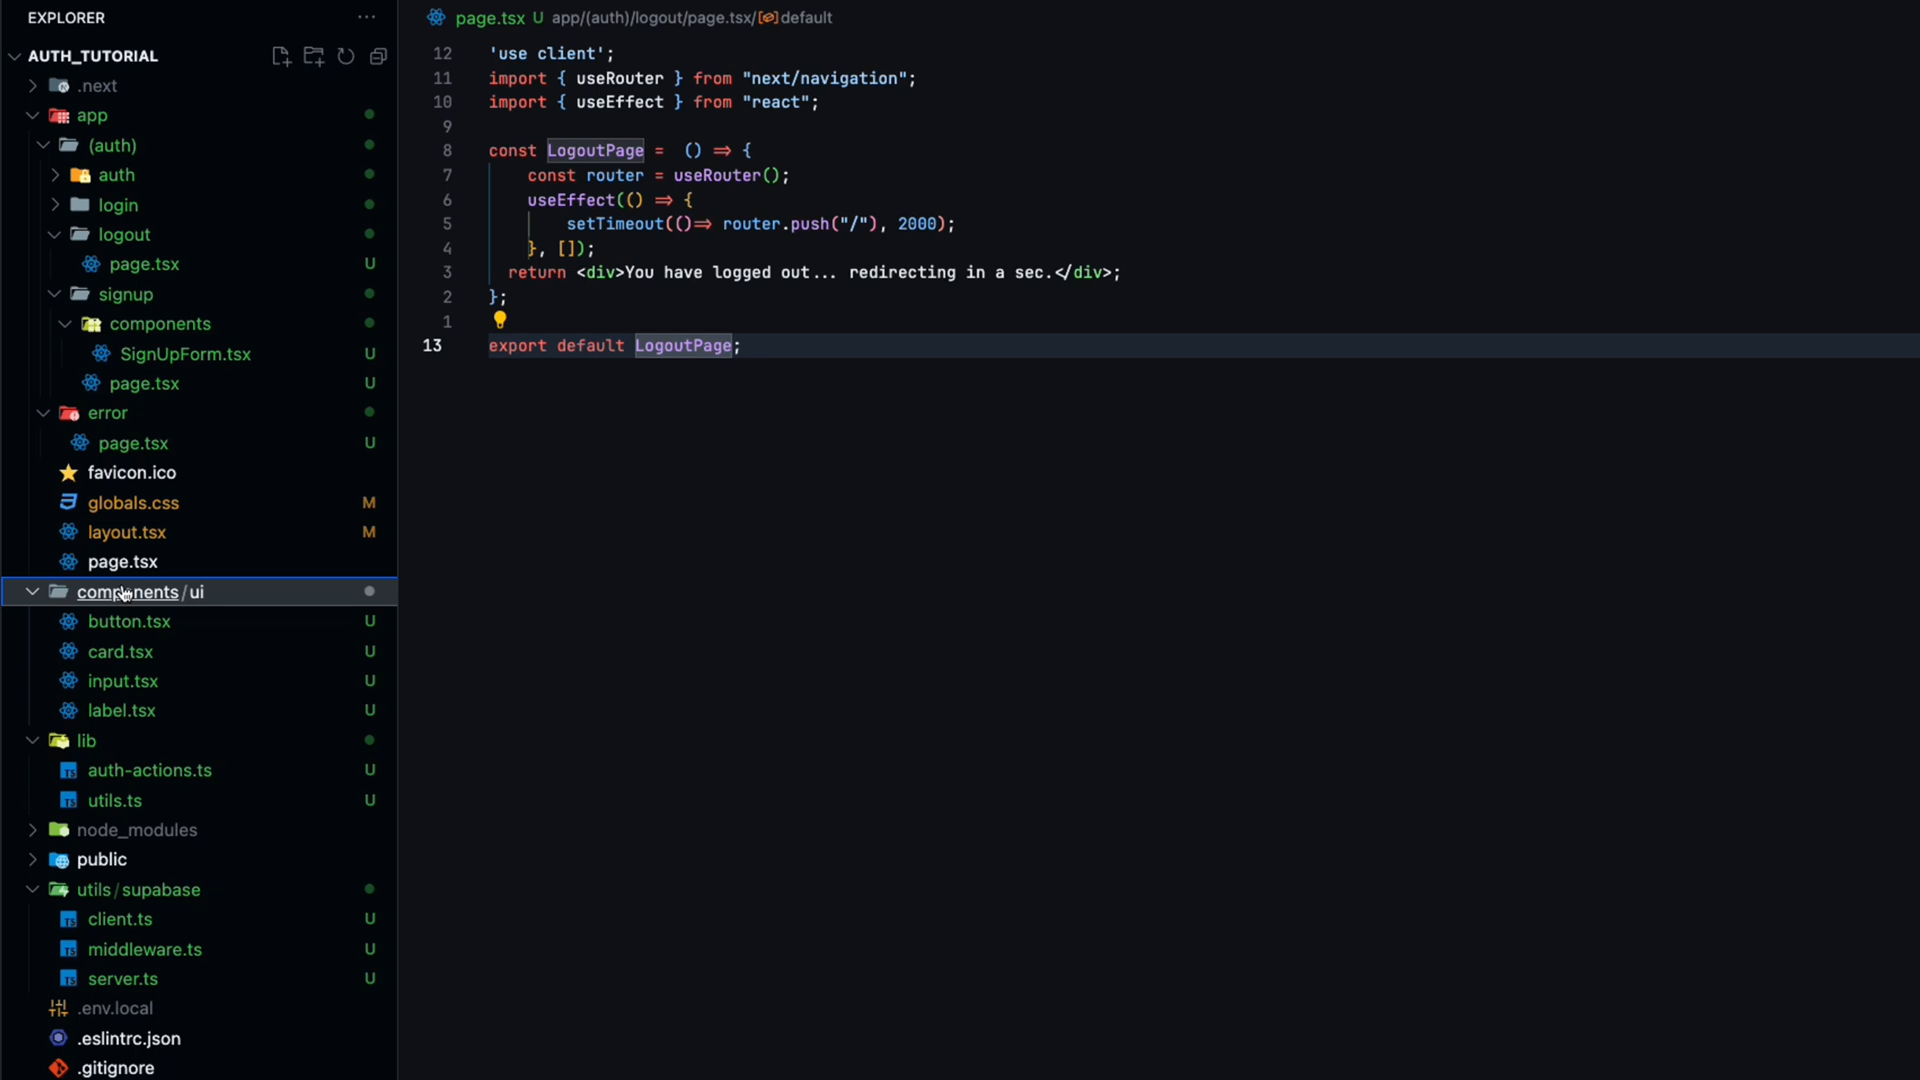 EXPLORER
AUTH_TUTORIAL
.next
app
(auth)
auth
login
logout
page.tsx U
signup
components
SignUpForm.tsx U
page.tsx U
error
page.tsx U
favicon.ico
globals.css M
layout.tsx M
page.tsx
components/ui
button.tsx U
card.tsx U
input.tsx U
label.tsx U
lib
auth-actions.ts U
utils.ts U
node_modules
public
utils/supabase
client.ts U
middleware.ts U
server.ts U
.env.local
.eslintrc.json
.gitignore
page.tsx U app/(auth)/logout/page.tsx/default
12 'use client';
11 import { useRouter } from "next/navigation";
10 import { useEffect } from "react";
9
8 const LogoutPage = () => {
7 const router = useRouter();
6 useEffect(() => {
5 setTimeout(()=> router.push("/"), 2000);
4 }, []);
3 return <div>You have logged out... redirecting in a sec.</div>;
2 };
1
13 export default LogoutPage;